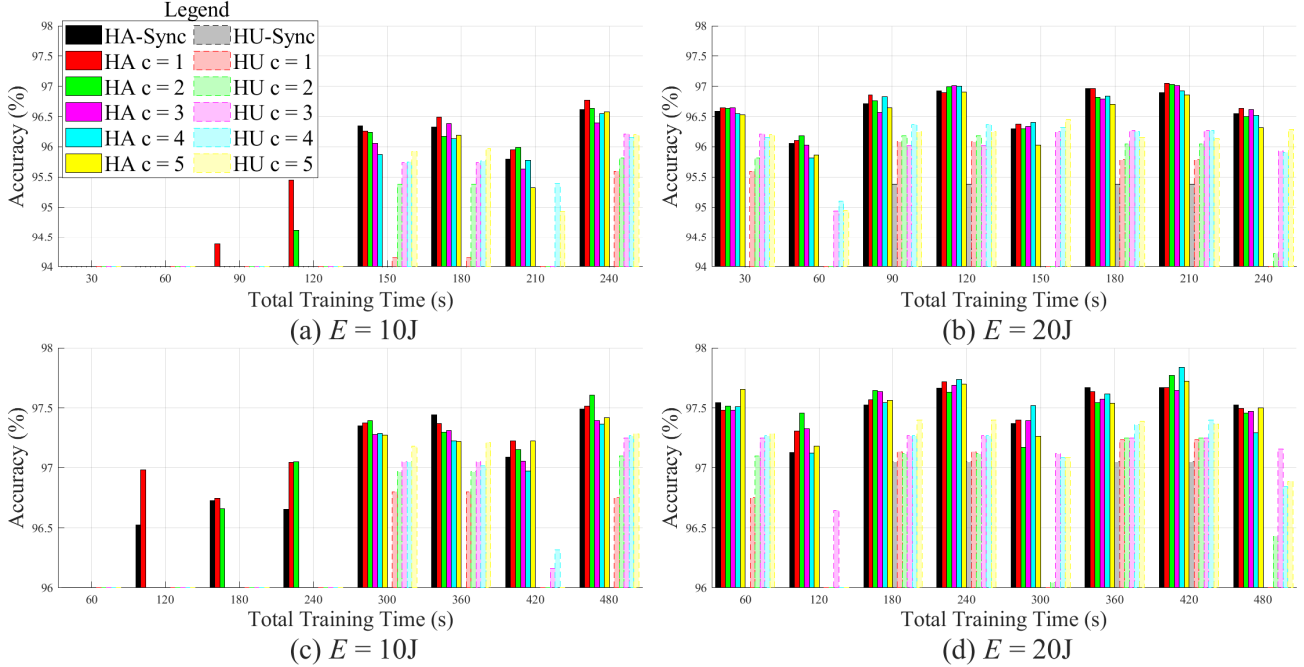 Legend
HA-Sync HU-Sync
HA c = 1 HU c = 1
HA c = 2 HU c = 2
HA c = 3 HU c = 3
HA c = 4 HU c = 4
HA c = 5 HU c = 5
Accuracy (%)
98
97.5
97
96.5
96
95.5
95
94.5
94
30 60 90 120 150 180 210 240
Total Training Time (s)
(a) E = 10J
Accuracy (%)
98
97.5
97
96.5
96
95.5
95
94.5
94
30 60 90 120 150 180 210 240
Total Training Time (s)
(b) E = 20J
Accuracy (%)
98
97.5
97
96.5
96
60 120 180 240 300 360 420 480
Total Training Time (s)
(c) E = 10J
Accuracy (%)
98
97.5
97
96.5
96
60 120 180 240 300 360 420 480
Total Training Time (s)
(d) E = 20J